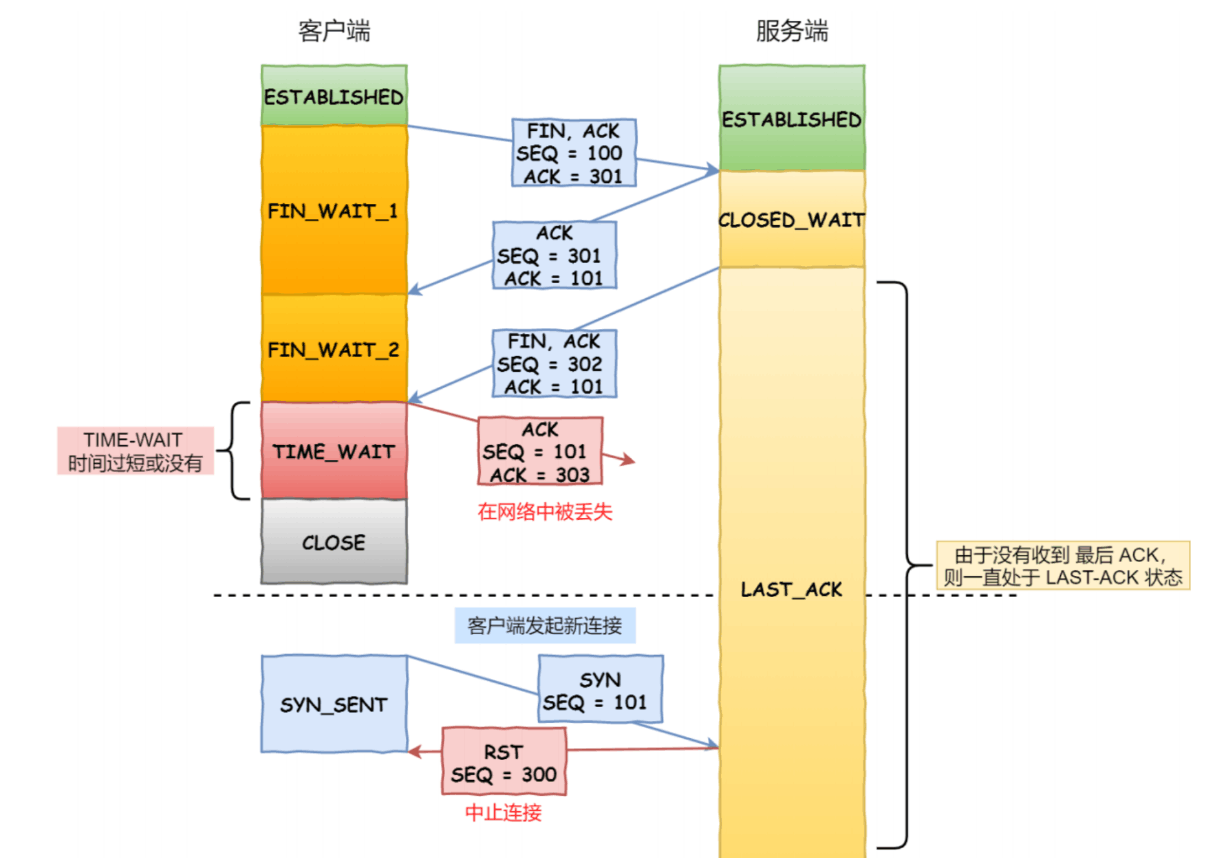 客户端
服务端
ESTABLISHED
ESTABLISHED
FIN, ACK
SEQ = 100
ACK = 301
FIN_WAIT_1
CLOSED_WAIT
ACK
SEQ = 301
ACK = 101
FIN_WAIT_2
FIN, ACK
SEQ = 302
ACK = 101
TIME-WAIT
时间过短或没有
TIME_WAIT
ACK
SEQ = 101
ACK = 303
在网络中被丢失
CLOSE
由于没有收到 最后 ACK，
则一直处于 LAST-ACK 状态
LAST_ACK
客户端发起新连接
SYN_SENT
SYN
SEQ = 101
RST
SEQ = 300
中止连接